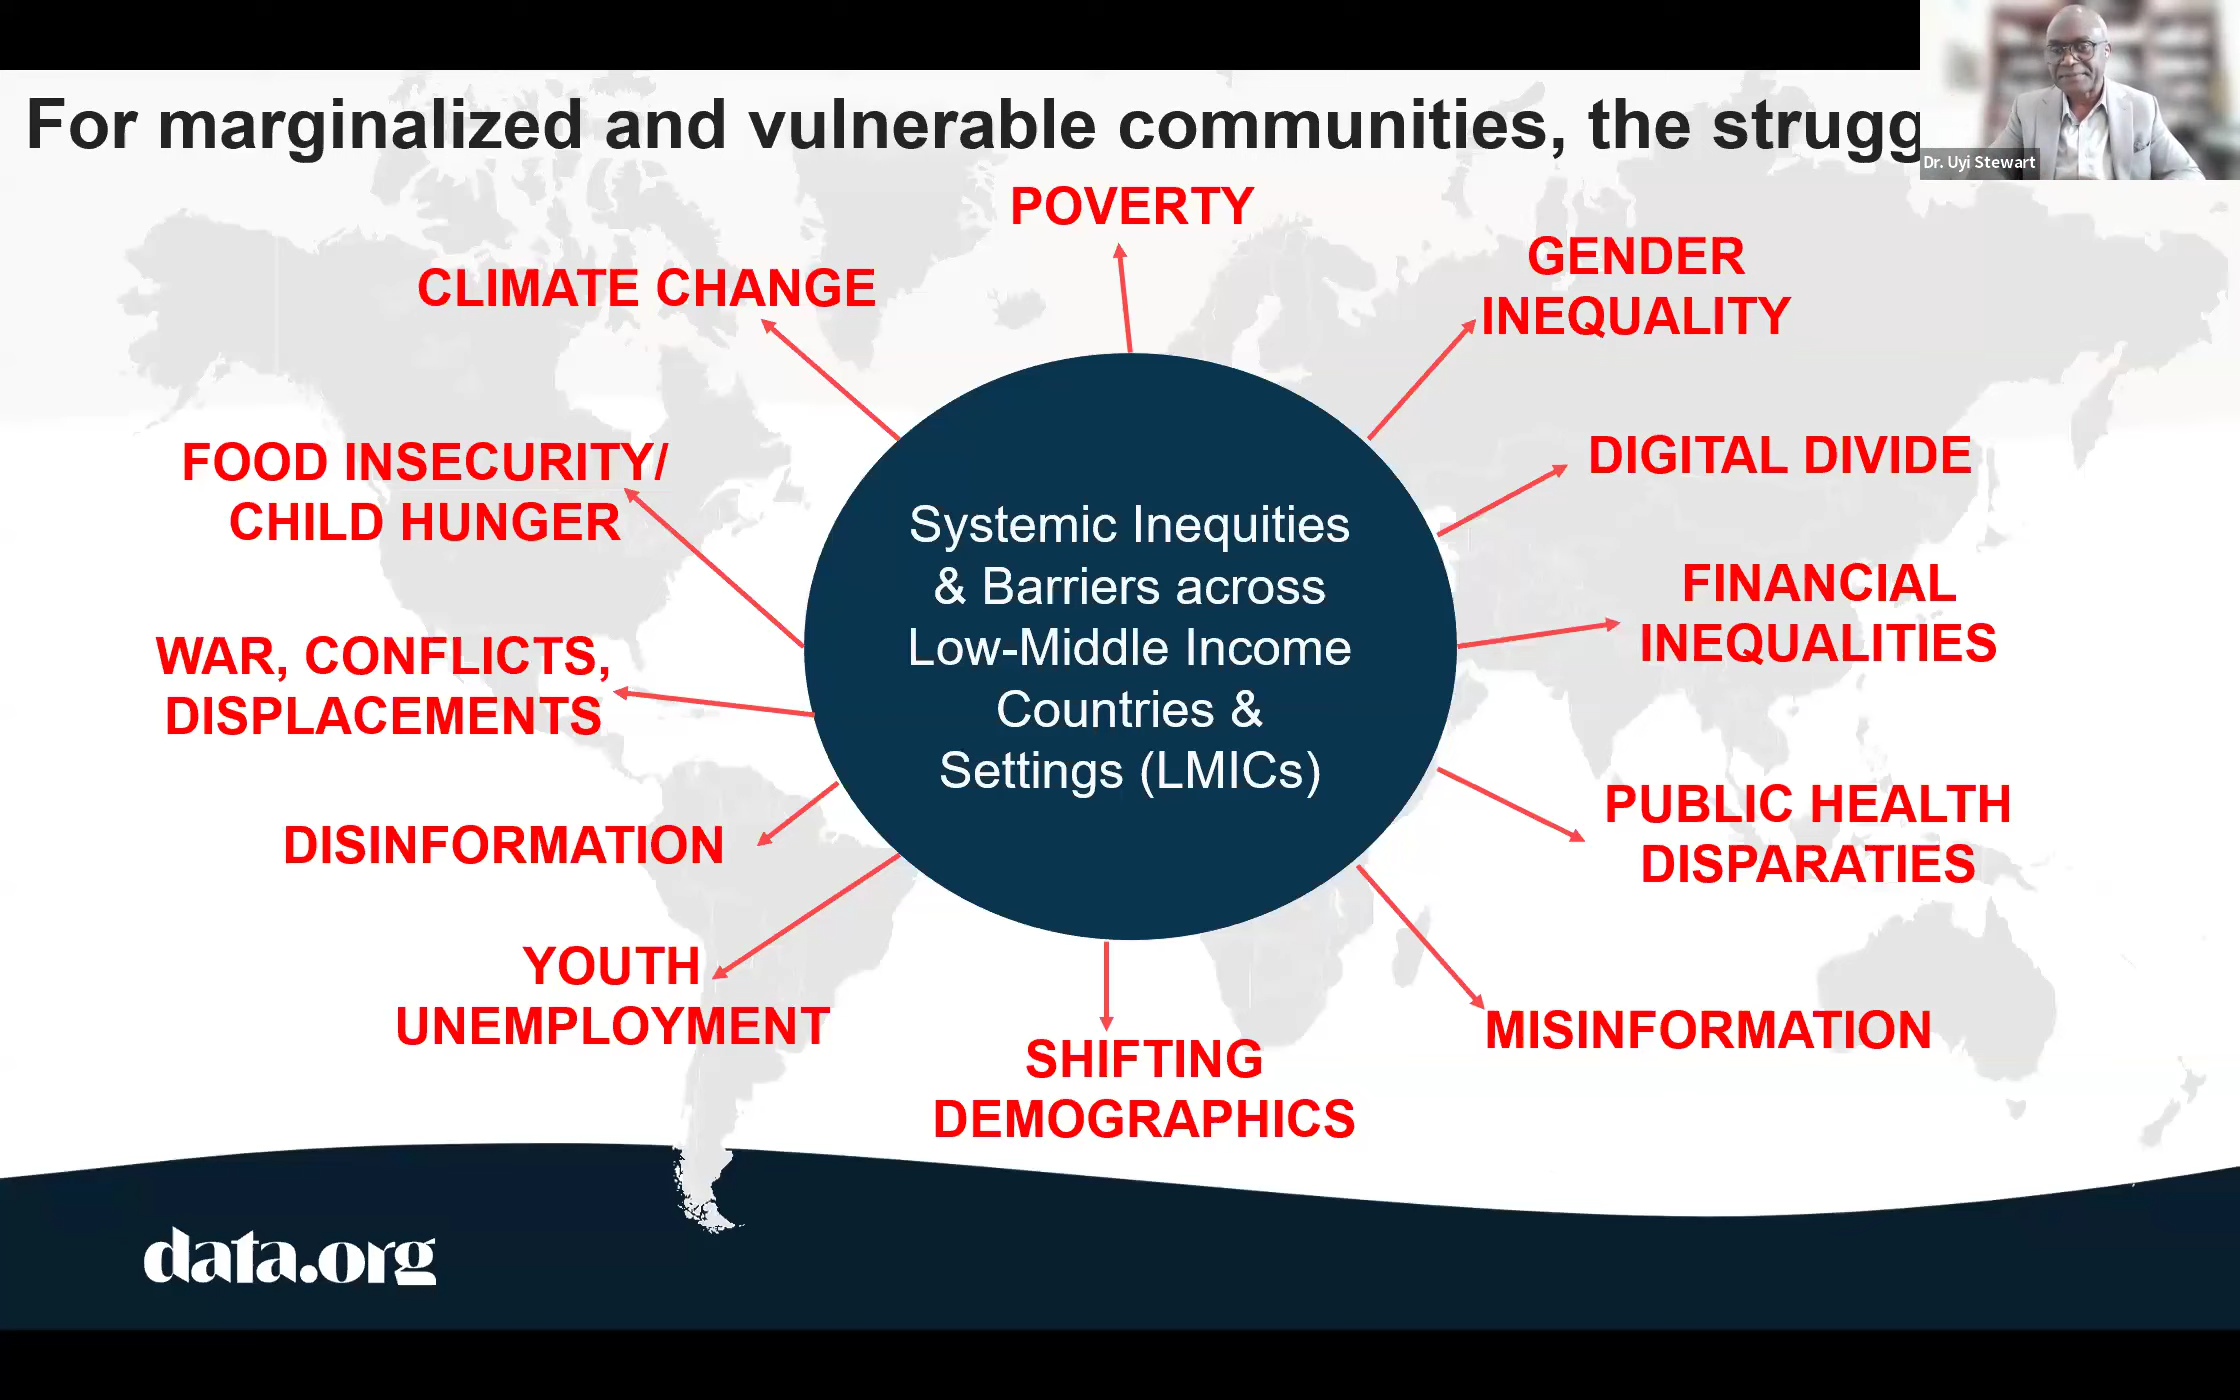 For marginalized and vulnerable communities, the strugg
Dr. Uyi Stewart
POVERTY
CLIMATE CHANGE
GENDER
INEQUALITY
FOOD INSECURITY/
CHILD HUNGER
DIGITAL DIVIDE
Systemic Inequities
& Barriers across
Low-Middle Income
Countries &
Settings (LMICs)
FINANCIAL
INEQUALITIES
WAR, CONFLICTS,
DISPLACEMENTS
PUBLIC HEALTH
DISPARATIES
DISINFORMATION
YOUTH
UNEMPLOYMENT
MISINFORMATION
SHIFTING
DEMOGRAPHICS
data.org